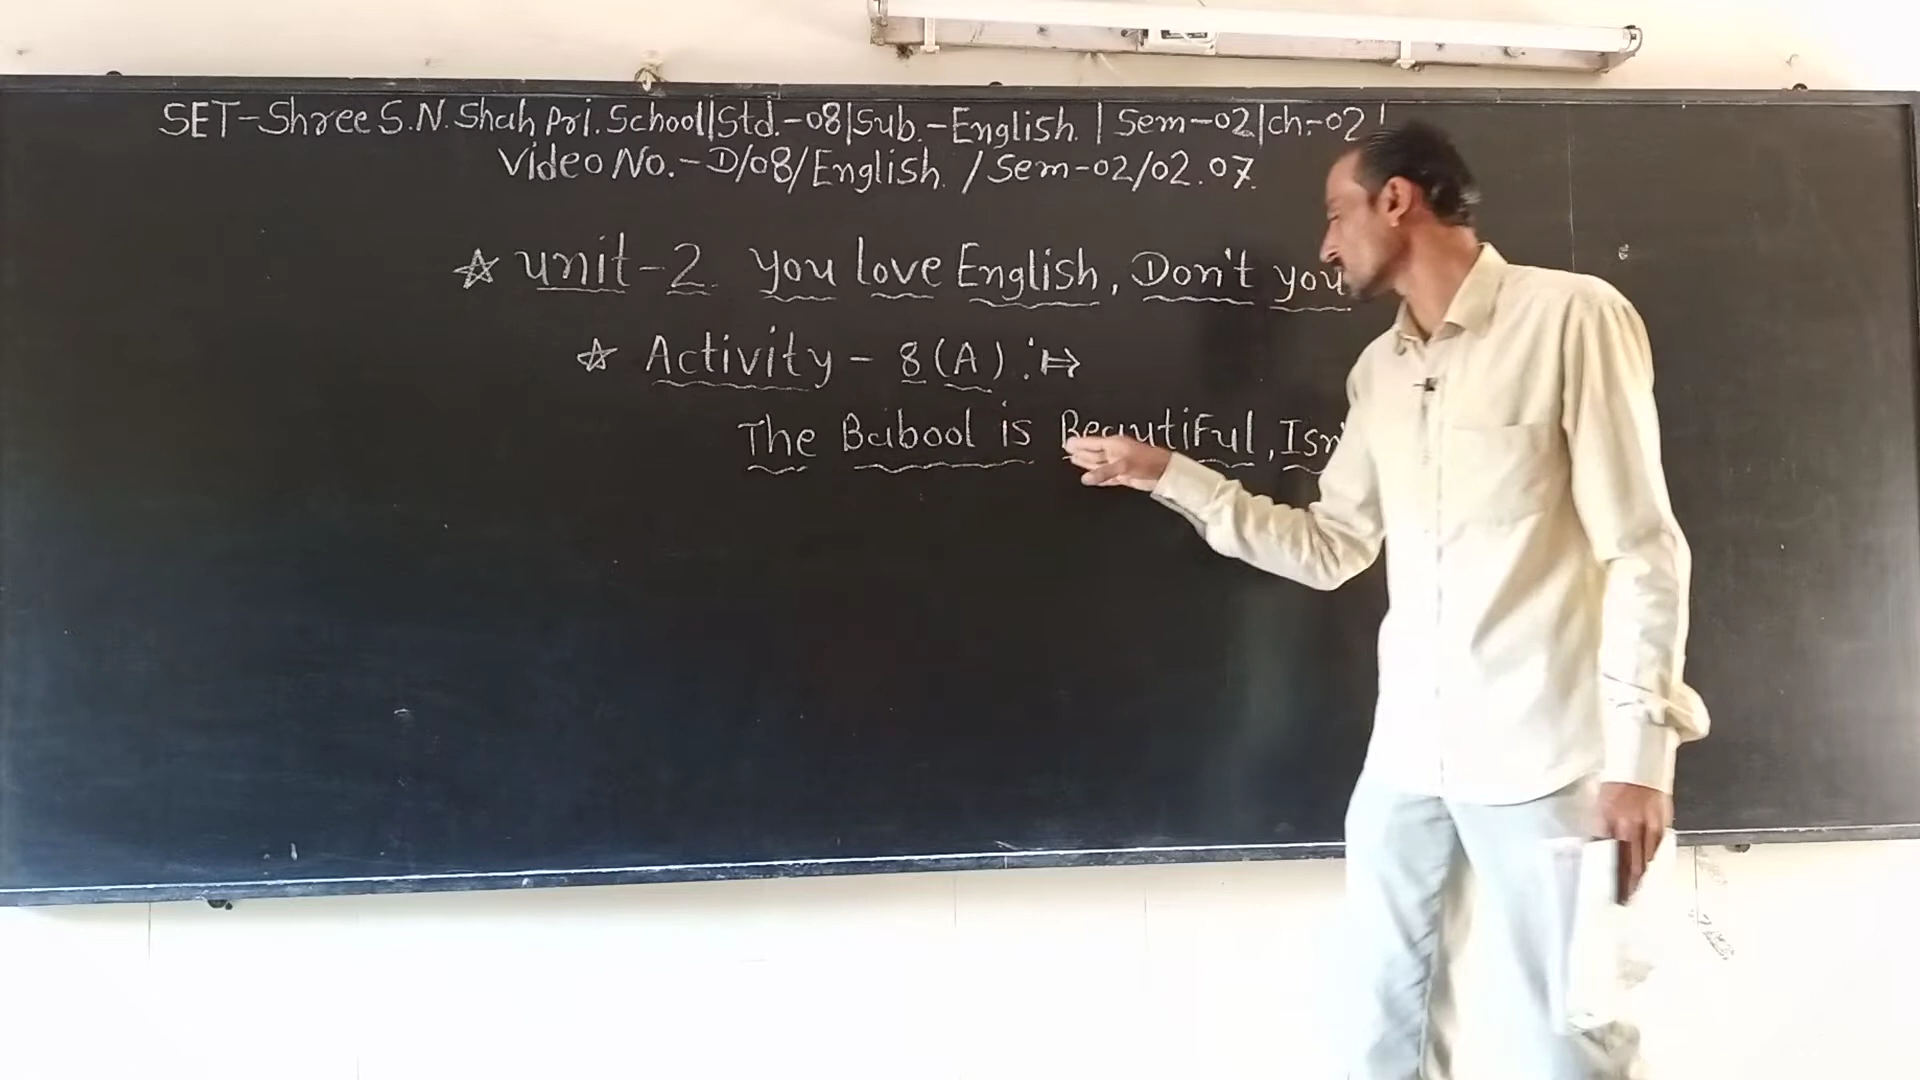 SET-Shree S.N. Shah Pri. School|Std.-08|Sub.-English. | Sem-02|ch:-02|
Video No.-D/08/English. / Sem-02/02.07.
☆ unit-2. you love English, Don't you
☆ Activity - 8(A) :↦
The Babool is BeautiFul, Isn'